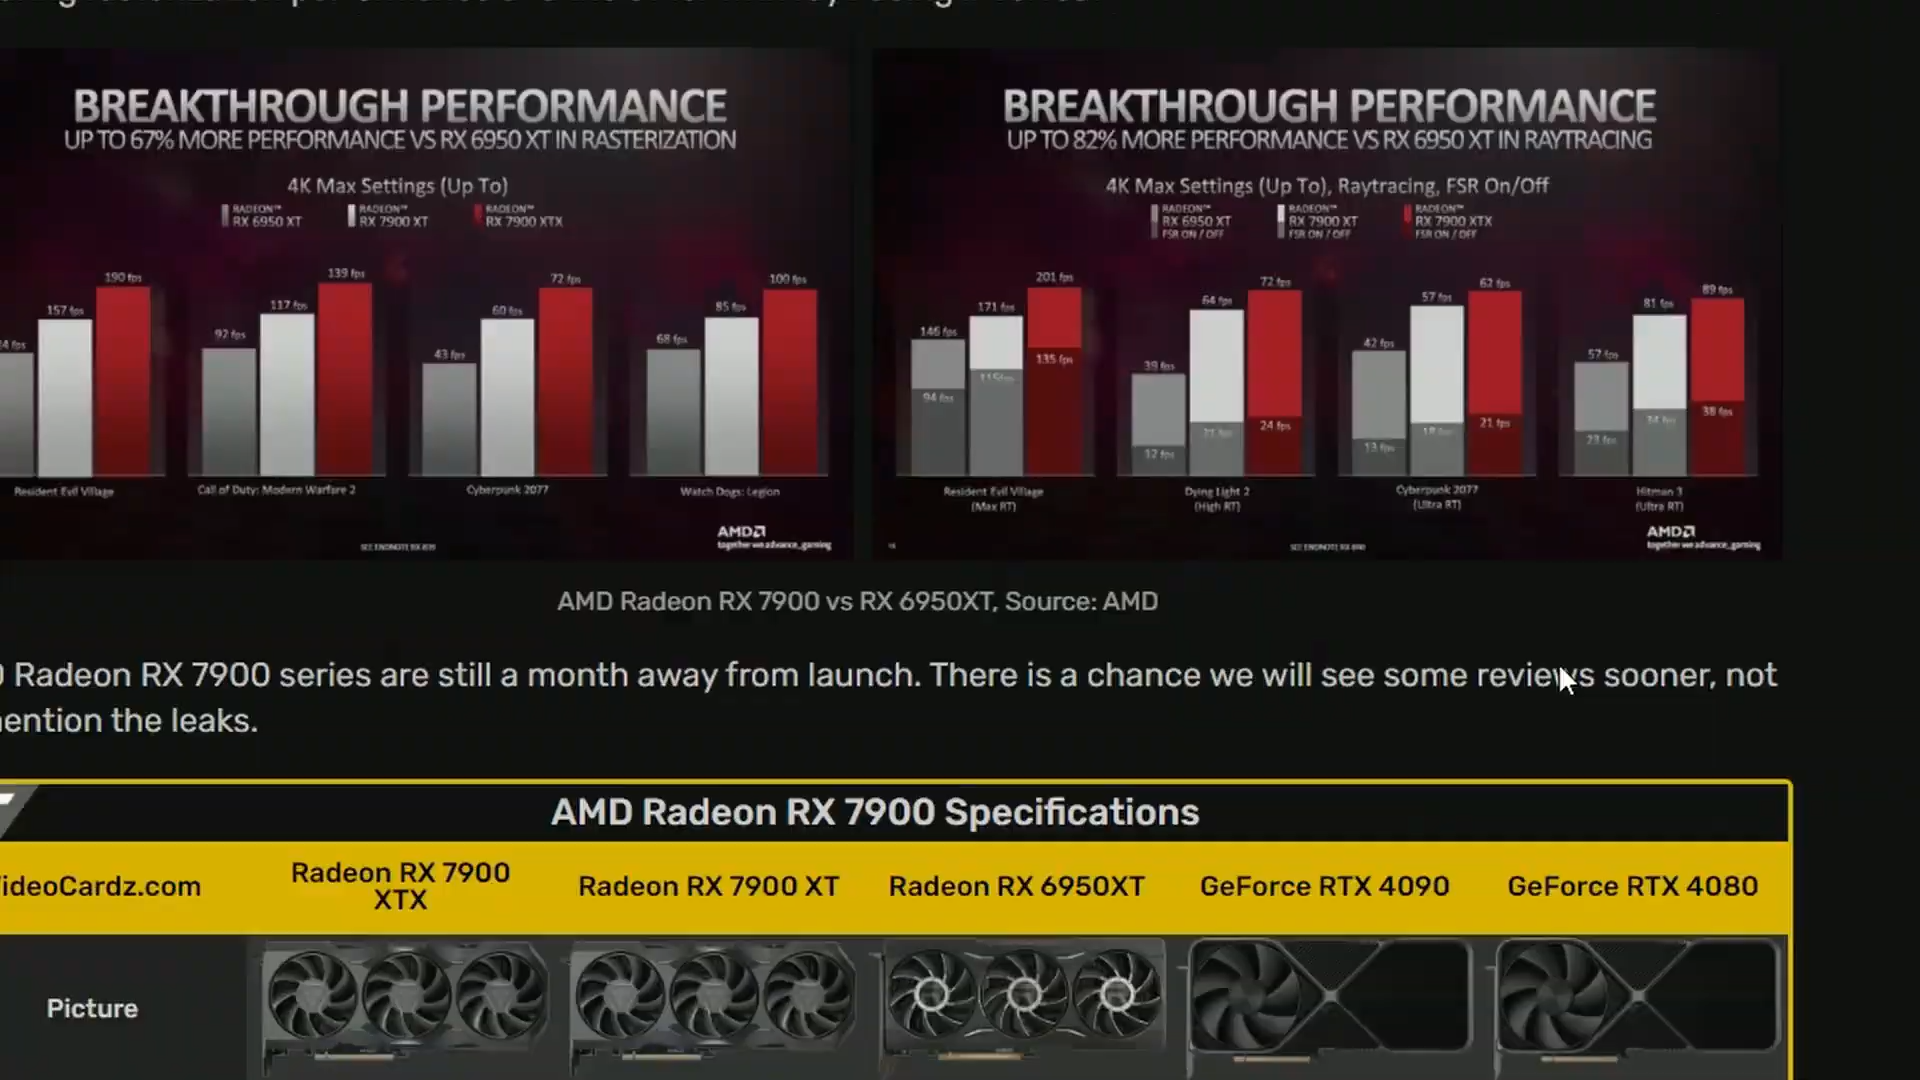 BREAKTHROUGH PERFORMANCE
UP TO 67% MORE PERFORMANCE VS RX 6950 XT IN RASTERIZATION
4K Max Settings (Up To)
RADEON™ RADEON™ RADEON™
RX 6950 XT RX 7900 XT RX 7900 XTX
190 fps 139 fps 72 fps 100 fps
157 fps 117 fps 60 fps 85 fps
92 fps 43 fps 68 fps
Resident Evil Village Call of Duty: Modern Warfare 2 Cyberpunk 2077 Watch Dogs: Legion
AMD
together we advance_gaming
BREAKTHROUGH PERFORMANCE
UP TO 82% MORE PERFORMANCE VS RX 6950 XT IN RAYTRACING
4K Max Settings (Up To), Raytracing, FSR On/Off
RADEON™ RADEON™ RADEON™
RX 6950 XT RX 7900 XT RX 7900 XTX
FSR ON / OFF FSR ON / OFF FSR ON / OFF
146 fps 171 fps 201 fps 39 fps 64 fps 72 fps 42 fps 57 fps 62 fps 57 fps 81 fps 89 fps
94 fps 115fps 135 fps 12 fps 24 fps 13 fps 21 fps 23 fps 38 fps
Resident Evil Village Dying Light 2 Cyberpunk 2077 Hitman 3
(Max RT) (High RT) (Ultra RT) (Ultra RT)
AMD
together we advance_gaming
AMD Radeon RX 7900 vs RX 6950XT, Source: AMD
Radeon RX 7900 series are still a month away from launch. There is a chance we will see some reviews sooner, not
ention the leaks.
AMD Radeon RX 7900 Specifications
ideoCardz.com Radeon RX 7900 XTX Radeon RX 7900 XT Radeon RX 6950XT GeForce RTX 4090 GeForce RTX 4080
Picture